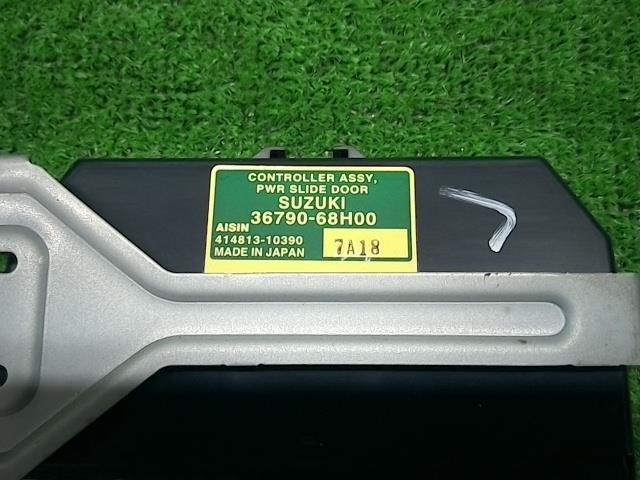 CONTROLLER ASSY,
PWR SLIDE DOOR
SUZUKI
36790-68H00
AISIN
414813-10390
MADE IN JAPAN
7A18